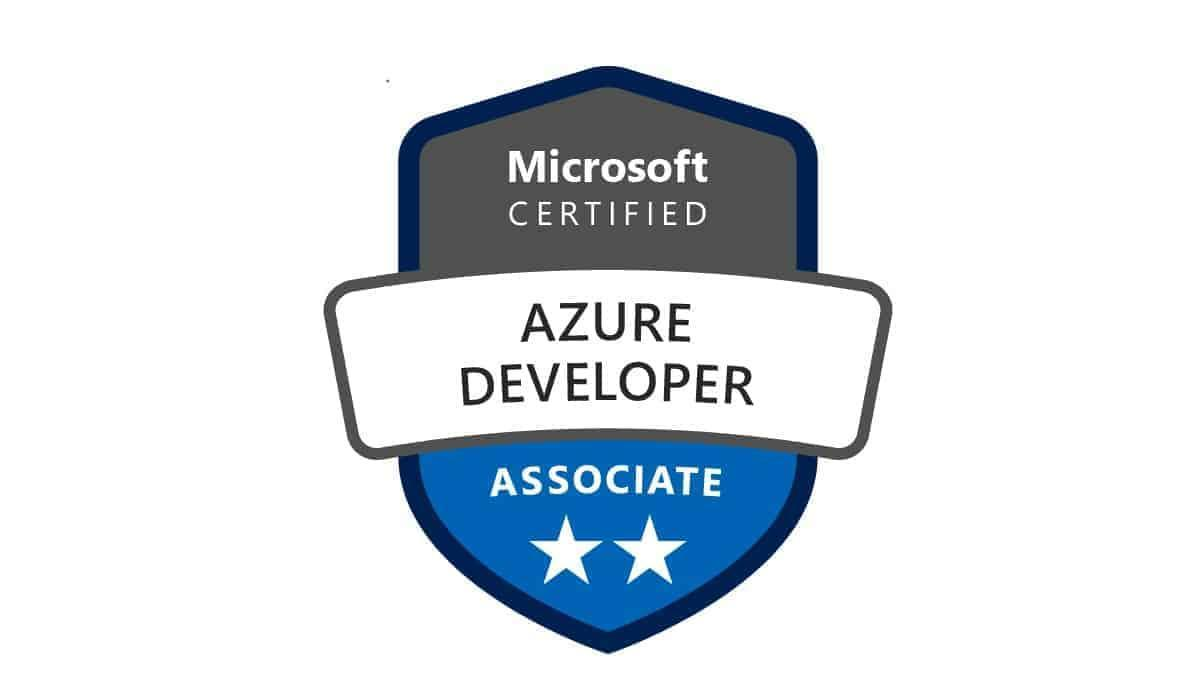 Microsoft
CERTIFIED
AZURE
DEVELOPER
ASSOCIATE